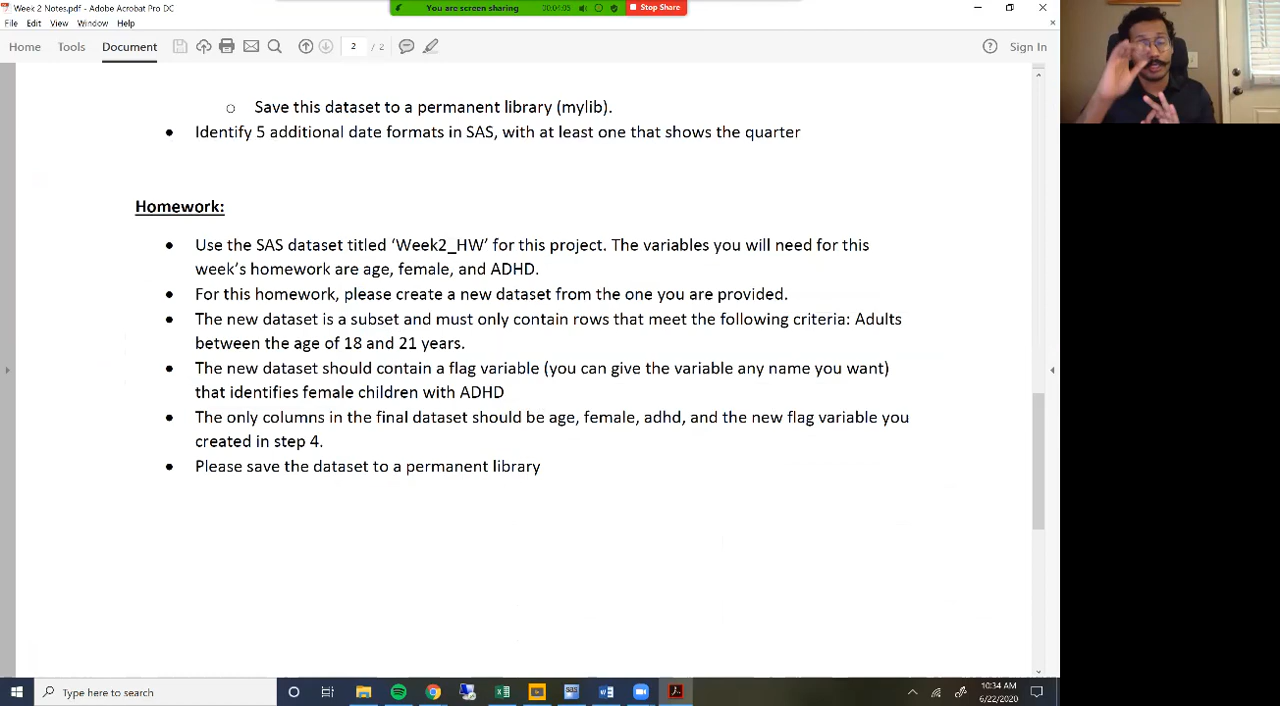 Week 2 Notes.pdf - Adobe Acrobat Pro DC
You are screen sharing 00:04:05 Stop Share
File Edit View Window Help
Home Tools Document 2 / 2 Sign In
Save this dataset to a permanent library (mylib).
Identify 5 additional date formats in SAS, with at least one that shows the quarter
Homework:
Use the SAS dataset titled ‘Week2_HW’ for this project. The variables you will need for this
week’s homework are age, female, and ADHD.
For this homework, please create a new dataset from the one you are provided.
The new dataset is a subset and must only contain rows that meet the following criteria: Adults
between the age of 18 and 21 years.
The new dataset should contain a flag variable (you can give the variable any name you want)
that identifies female children with ADHD
The only columns in the final dataset should be age, female, adhd, and the new flag variable you
created in step 4.
Please save the dataset to a permanent library
Type here to search
10:34 AM
6/22/2020